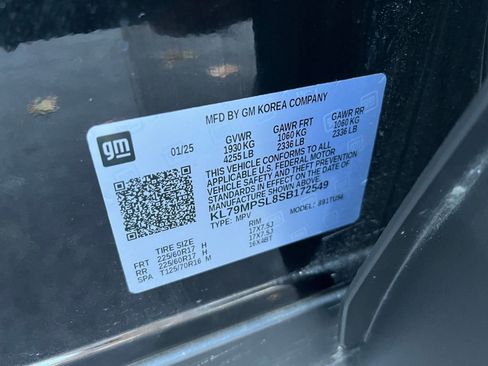 MFD BY GM KOREA COMPANY
gm
01/25 GVWR GAWR FRT GAWR RR
1930 KG 1060 KG 1060 KG
4255 LB 2336 LB 2336 LB
THIS VEHICLE CONFORMS TO ALL
APPLICABLE U.S. FEDERAL MOTOR
VEHICLE SAFETY AND THEFT PREVENTION
STANDARDS IN EFFECT ON THE DATE OF
MANUFACTURE SHOWN ABOVE.
KL79MPSL8SB172549
TYPE: MPV MODEL: 891TU56
TIRE SIZE RIM
FRT 225/60R17 H 17X7.5J
RR 225/60R17 H 17X7.5J
SPA T125/70R16 M 16X4BT